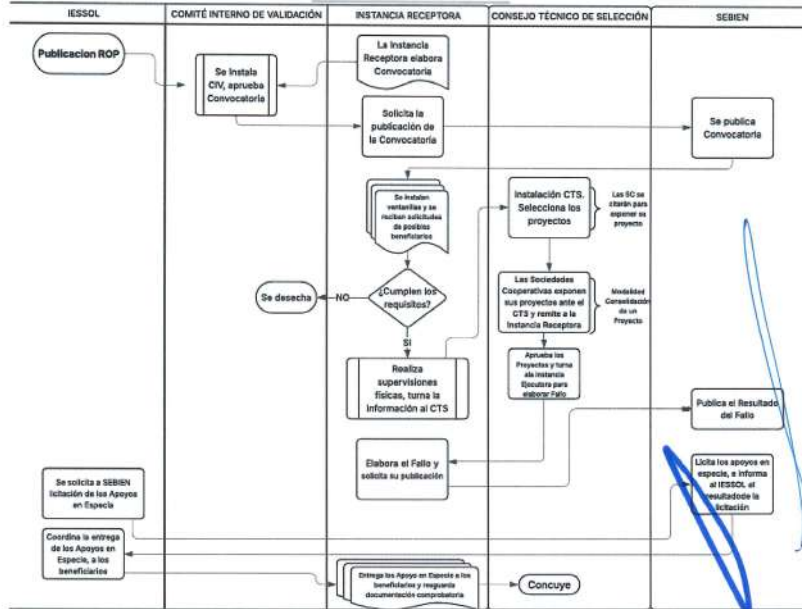 IESSOL
COMITÉ INTERNO DE VALIDACIÓN
INSTANCIA RECEPTORA
CONSEJO TÉCNICO DE SELECCIÓN
SEBIEN
Publicacion ROP
Se Instala
CIV, aprueba
Convocatoria
La Instancia
Receptora elabora
Convocatoria
Solicita la
publicación de
la Convocatoria
Se publica
Convocatoria
Se instalan
ventanillas y se
reciben solicitudes
de posibles
beneficiarios
Instalación CTS.
Selecciona los
proyectos
Las SC se
citarán para
exponer su
proyecto
Se desecha
NO
¿Cumplen los
requisitos?
SI
Las Sociedades
Cooperativas exponen
sus proyectos ante el
CTS y remite a la
Instancia Receptora
Modalidad
Consolidación
de un
Proyecto
Realiza
supervisiones
físicas, turna la
información al CTS
Aprueba los
Proyectos y turna
ala instancia
Ejecutora para
elaborar Fallo
Publica el Resultado
del Fallo
Elabora el Fallo y
solicita su publicación
Se solicita a SEBIEN
licitación de los Apoyos
en Especie
Licita los apoyos en
especie, e informa
al IESSOL el
resultadode la
licitación
Coordina la entrega
de los Apoyos en
Especie, a los
beneficiarios
Entrega los Apoyo en Especie a los
beneficiarios y resguarda
documentación comprobatoria
Concuye